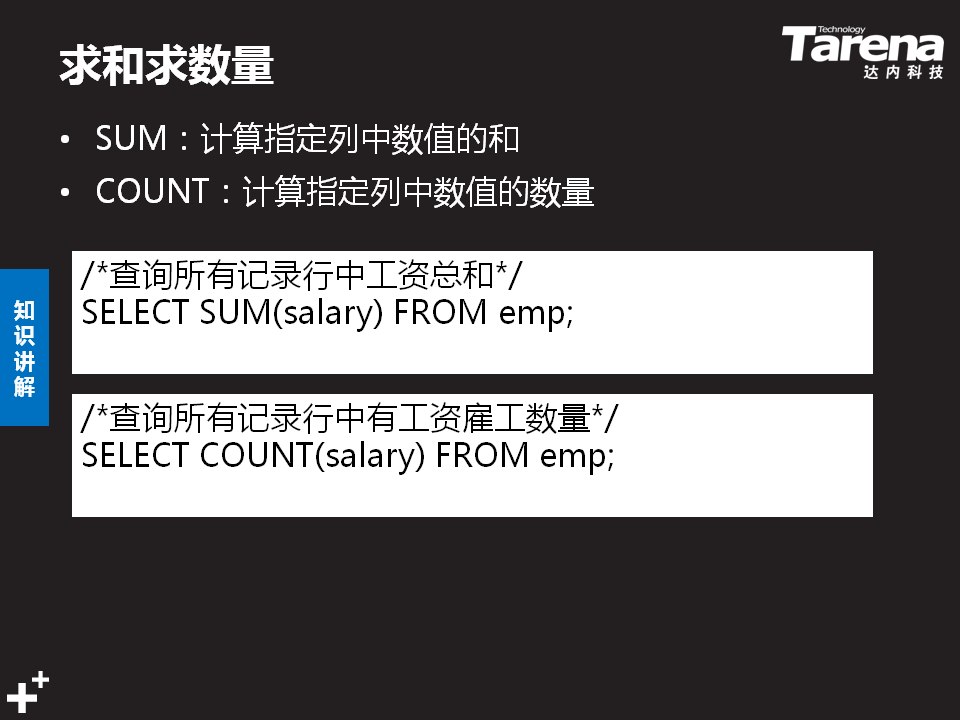 求和求数量
Technology
Tarena
达内科技
• SUM：计算指定列中数值的和
• COUNT：计算指定列中数值的数量
/*查询所有记录行中工资总和*/
SELECT SUM(salary) FROM emp;
知识讲解
/*查询所有记录行中有工资雇工数量*/
SELECT COUNT(salary) FROM emp;